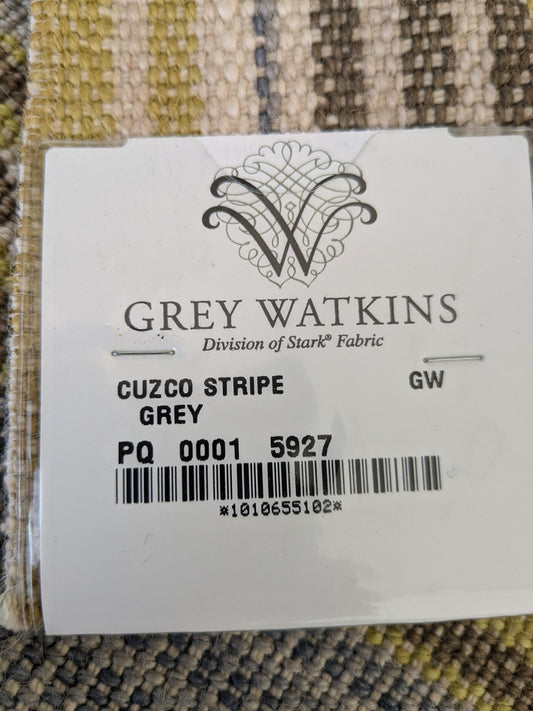 W
GREY WATKINS
Division of Stark® Fabric
CUZCO STRIPE GW
GREY
PQ 0001 5927
*1010655102*